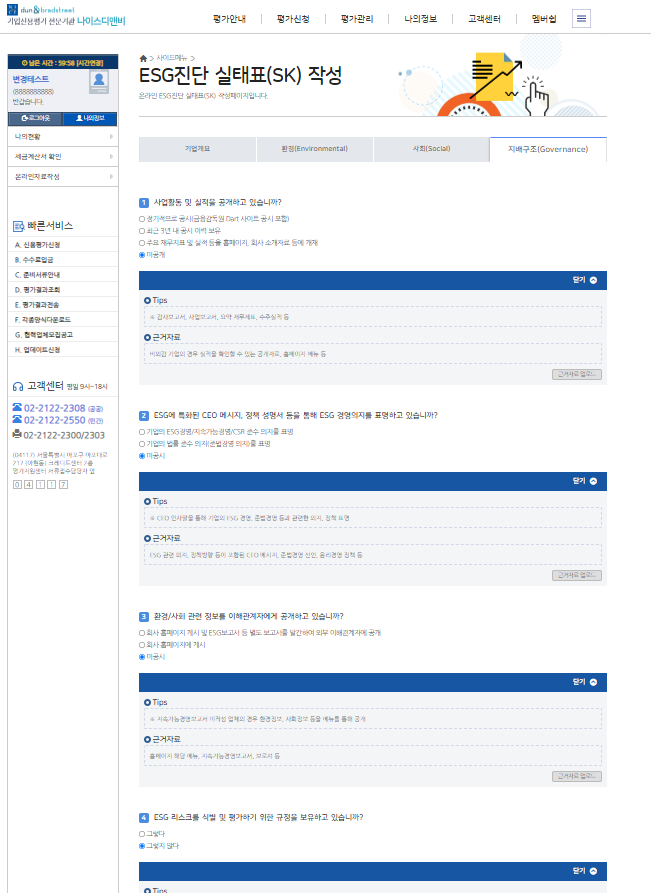 dun & bradstreet
기업신용평가 전문기관 나이스디앤비
평가안내 평가신청 평가관리 나의정보 고객센터 멤버쉽
남은 시간 : 59:58 [시간연장]
변경테스트
(8888888888)
반갑습니다.
로그아웃 나의정보
나의현황
세금계산서 확인
온라인자료작성
빠른서비스
A. 신용평가신청
B. 수수료입금
C. 준비서류안내
D. 평가결과조회
E. 평가결과전송
F. 각종양식다운로드
G. 협력업체모집공고
H. 업데이트신청
고객센터 평일 9시~18시
02-2122-2308 (공공)
02-2122-2550 (민간)
02-2122-2300/2303
(04117) 서울특별시 마포구 마포대로
217 (아현동) 크레디트센터 2층
평가지원센터 서류접수담당자 앞
0 4 1 1 7
> 사이드메뉴 >
ESG진단 실태표(SK) 작성
온라인 ESG진단 실태표(SK) 작성페이지입니다.
기업개요 환경(Environmental) 사회(Social) 지배구조(Governance)
1 사업활동 및 실적을 공개하고 있습니까?
정기적으로 공시(금융감독원 Dart 사이트 공시 포함)
최근 3년 내 공시 이력 보유
주요 재무지표 및 실적 등을 홈페이지, 회사 소개자료 등에 개재
미공개
닫기
Tips
※ 감사보고서, 사업보고서, 요약 재무제표, 수주실적 등
근거자료
비외감 기업의 경우 실적을 확인할 수 있는 공개자료, 홈페이지 메뉴 등
근거자료 업로드
2 ESG에 특화된 CEO 메시지, 정책 성명서 등을 통해 ESG 경영의지를 표명하고 있습니까?
기업의 ESG경영/지속가능경영/CSR 준수 의지를 표명
기업의 법률 준수 의지(준법경영 의지)를 표명
미공시
닫기
Tips
※ CEO 인사말을 통해 기업의 ESG 경영, 준법경영 등과 관련한 의지, 정책 표명
근거자료
ESG 관련 의지, 정책방향 등이 포함된 CEO 메시지, 준법경영 선언, 윤리경영 정책 등
근거자료 업로드
3 환경/사회 관련 정보를 이해관계자에게 공개하고 있습니까?
회사 홈페이지 게시 및 ESG보고서 등 별도 보고서를 발간하여 외부 이해관계자에 공개
회사 홈페이지에 게시
미공시
닫기
Tips
※ 지속가능경영보고서 미작성 업체의 경우 환경정보, 사회정보 등을 메뉴를 통해 공개
근거자료
홈페이지 해당 메뉴, 지속가능경영보고서, 브로셔 등
근거자료 업로드
4 ESG 리스크를 식별 및 평가하기 위한 규정을 보유하고 있습니까?
그렇다
그렇지 않다
닫기
Tips